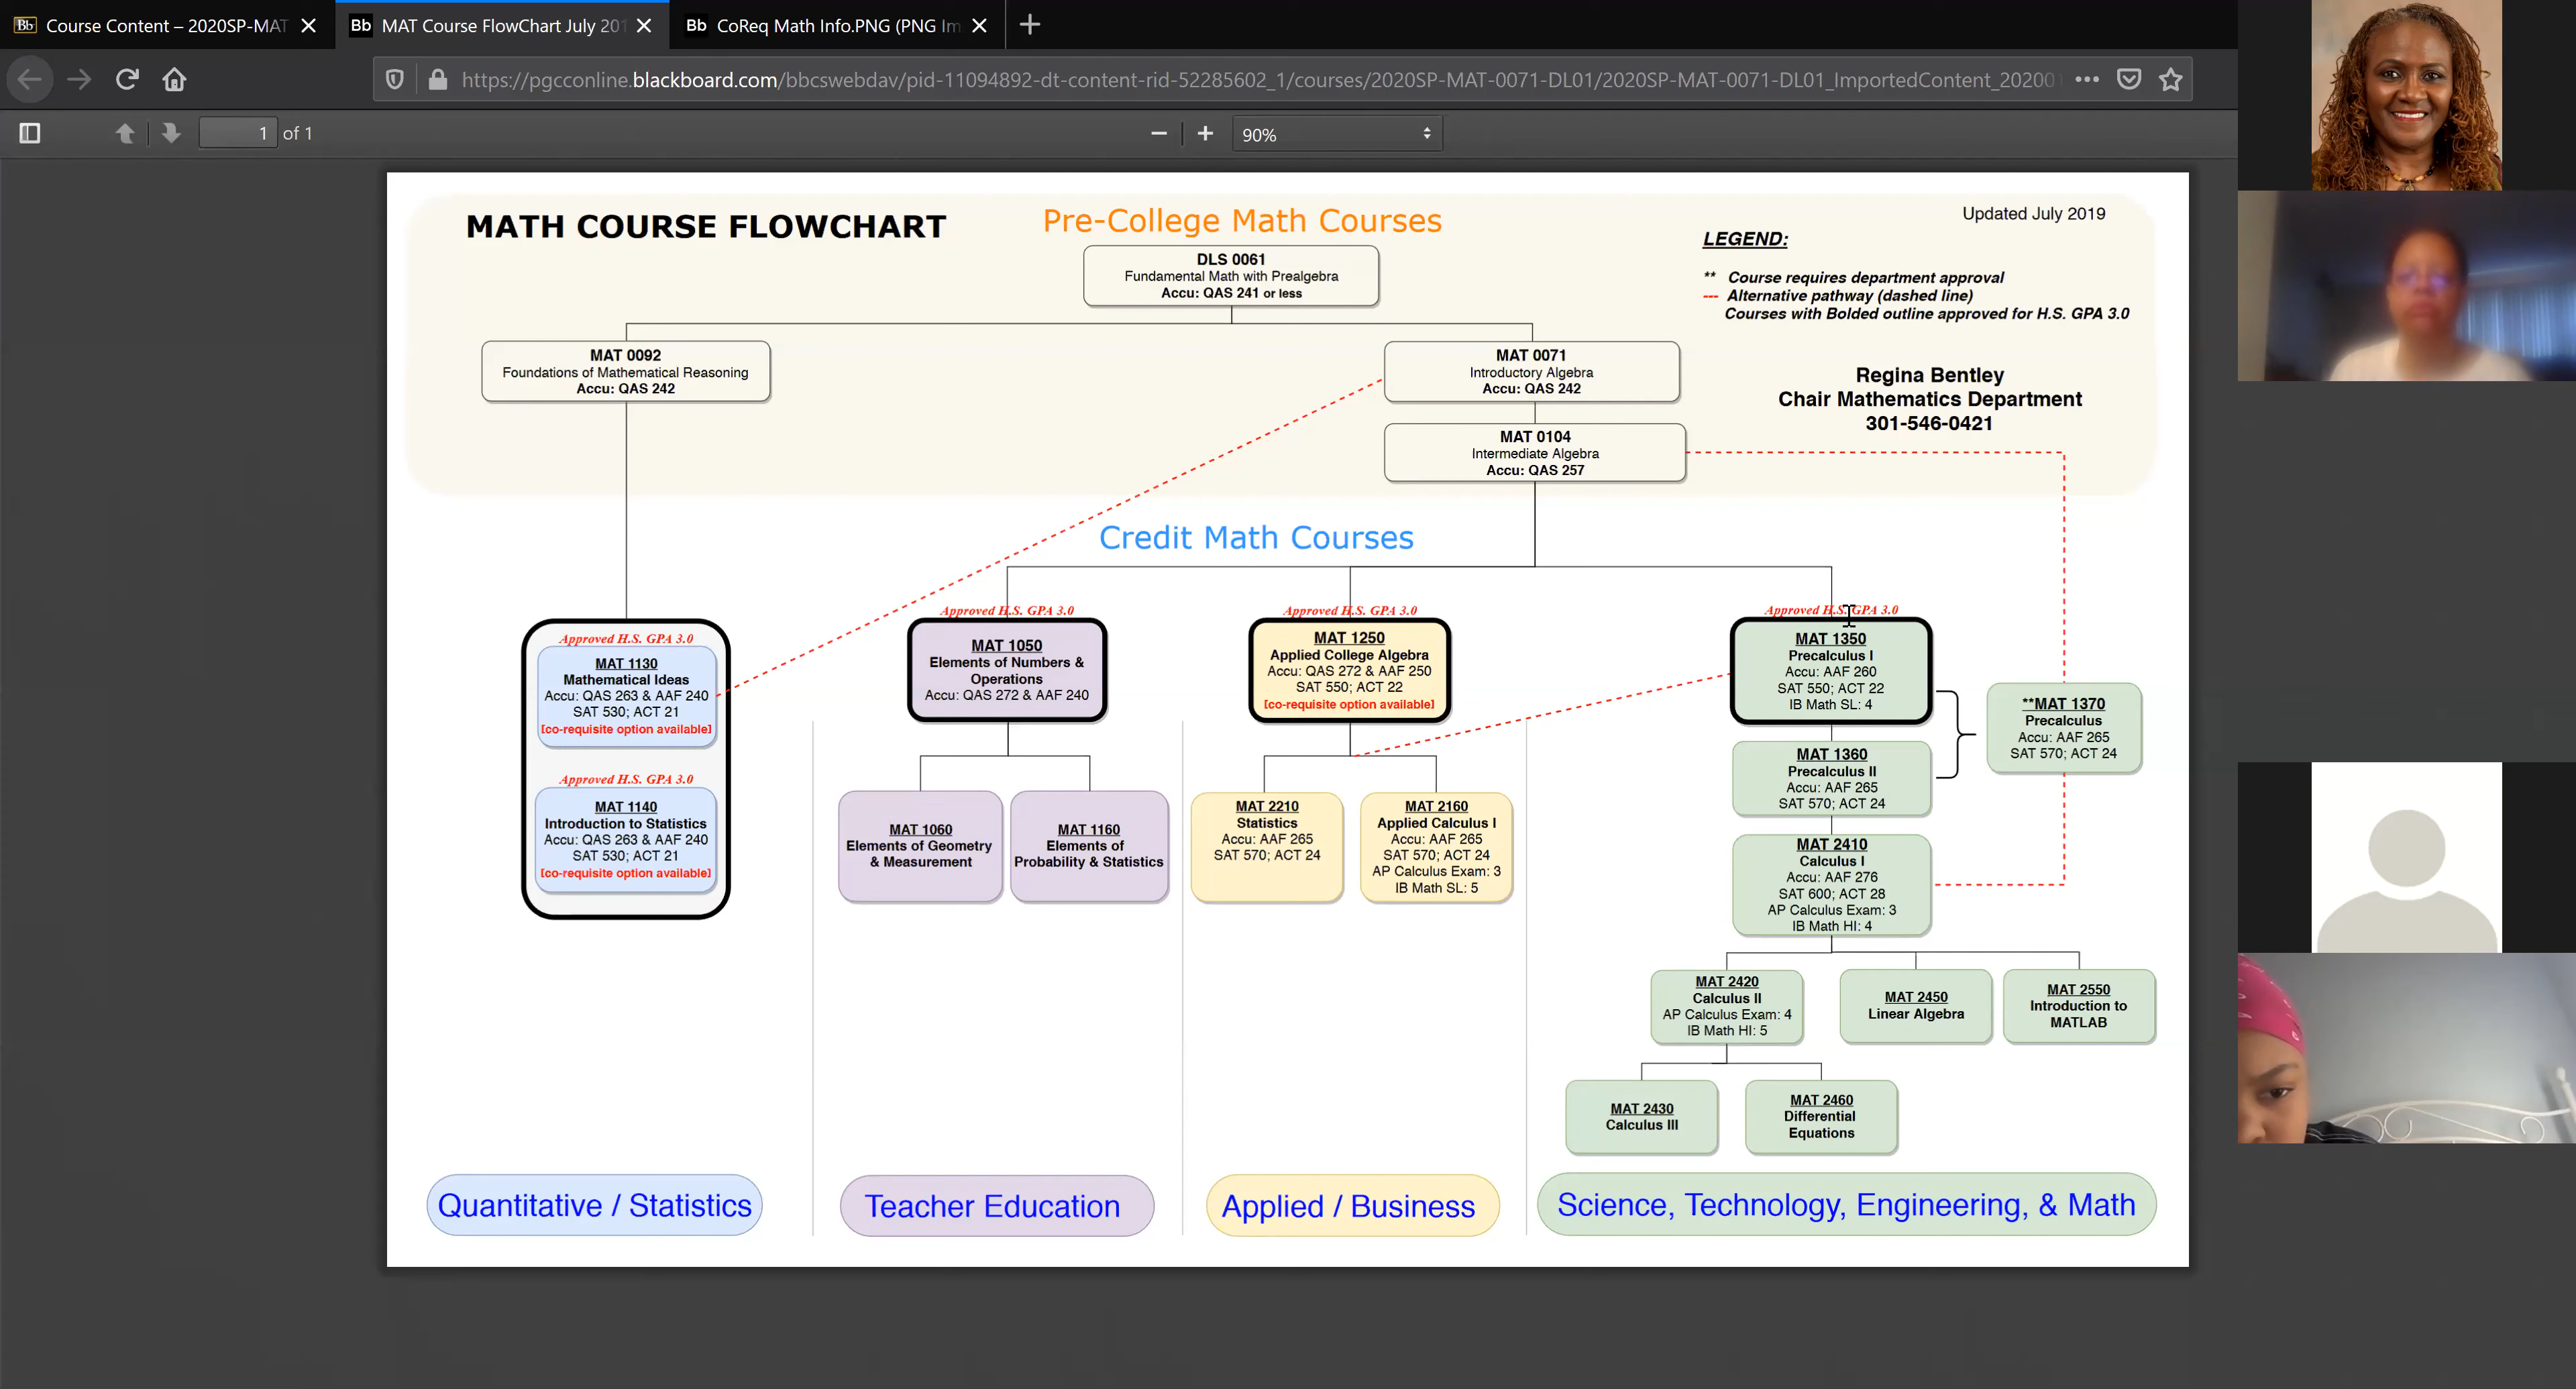 Course Content – 2020SP-MAT
MAT Course FlowChart July 201
CoReq Math Info.PNG (PNG Im
https://pgcconline.blackboard.com/bbcswebdav/pid-11094892-dt-content-rid-52285602_1/courses/2020SP-MAT-0071-DL01/2020SP-MAT-0071-DL01_ImportedContent_20200
1 of 1
90%
MATH COURSE FLOWCHART
Pre-College Math Courses
Updated July 2019
LEGEND:
** Course requires department approval
--- Alternative pathway (dashed line)
Courses with Bolded outline approved for H.S. GPA 3.0
DLS 0061
Fundamental Math with Prealgebra
Accu: QAS 241 or less
MAT 0092
Foundations of Mathematical Reasoning
Accu: QAS 242
MAT 0071
Introductory Algebra
Accu: QAS 242
Regina Bentley
Chair Mathematics Department
301-546-0421
MAT 0104
Intermediate Algebra
Accu: QAS 257
Credit Math Courses
Approved H.S. GPA 3.0
MAT 1130
Mathematical Ideas
Accu: QAS 263 & AAF 240
SAT 530; ACT 21
[co-requisite option available]
Approved H.S. GPA 3.0
MAT 1140
Introduction to Statistics
Accu: QAS 263 & AAF 240
SAT 530; ACT 21
[co-requisite option available]
Approved H.S. GPA 3.0
MAT 1050
Elements of Numbers &
Operations
Accu: QAS 272 & AAF 240
MAT 1060
Elements of Geometry
& Measurement
MAT 1160
Elements of
Probability & Statistics
Approved H.S. GPA 3.0
MAT 1250
Applied College Algebra
Accu: QAS 272 & AAF 250
SAT 550; ACT 22
[co-requisite option available]
MAT 2210
Statistics
Accu: AAF 265
SAT 570; ACT 24
MAT 2160
Applied Calculus I
Accu: AAF 265
SAT 570; ACT 24
AP Calculus Exam: 3
IB Math SL: 5
Approved H.S. GPA 3.0
MAT 1350
Precalculus I
Accu: AAF 260
SAT 550; ACT 22
IB Math SL: 4
**MAT 1370
Precalculus
Accu: AAF 265
SAT 570; ACT 24
MAT 1360
Precalculus II
Accu: AAF 265
SAT 570; ACT 24
MAT 2410
Calculus I
Accu: AAF 276
SAT 600; ACT 28
AP Calculus Exam: 3
IB Math HI: 4
MAT 2420
Calculus II
AP Calculus Exam: 4
IB Math HI: 5
MAT 2450
Linear Algebra
MAT 2550
Introduction to
MATLAB
MAT 2430
Calculus III
MAT 2460
Differential
Equations
Quantitative / Statistics
Teacher Education
Applied / Business
Science, Technology, Engineering, & Math